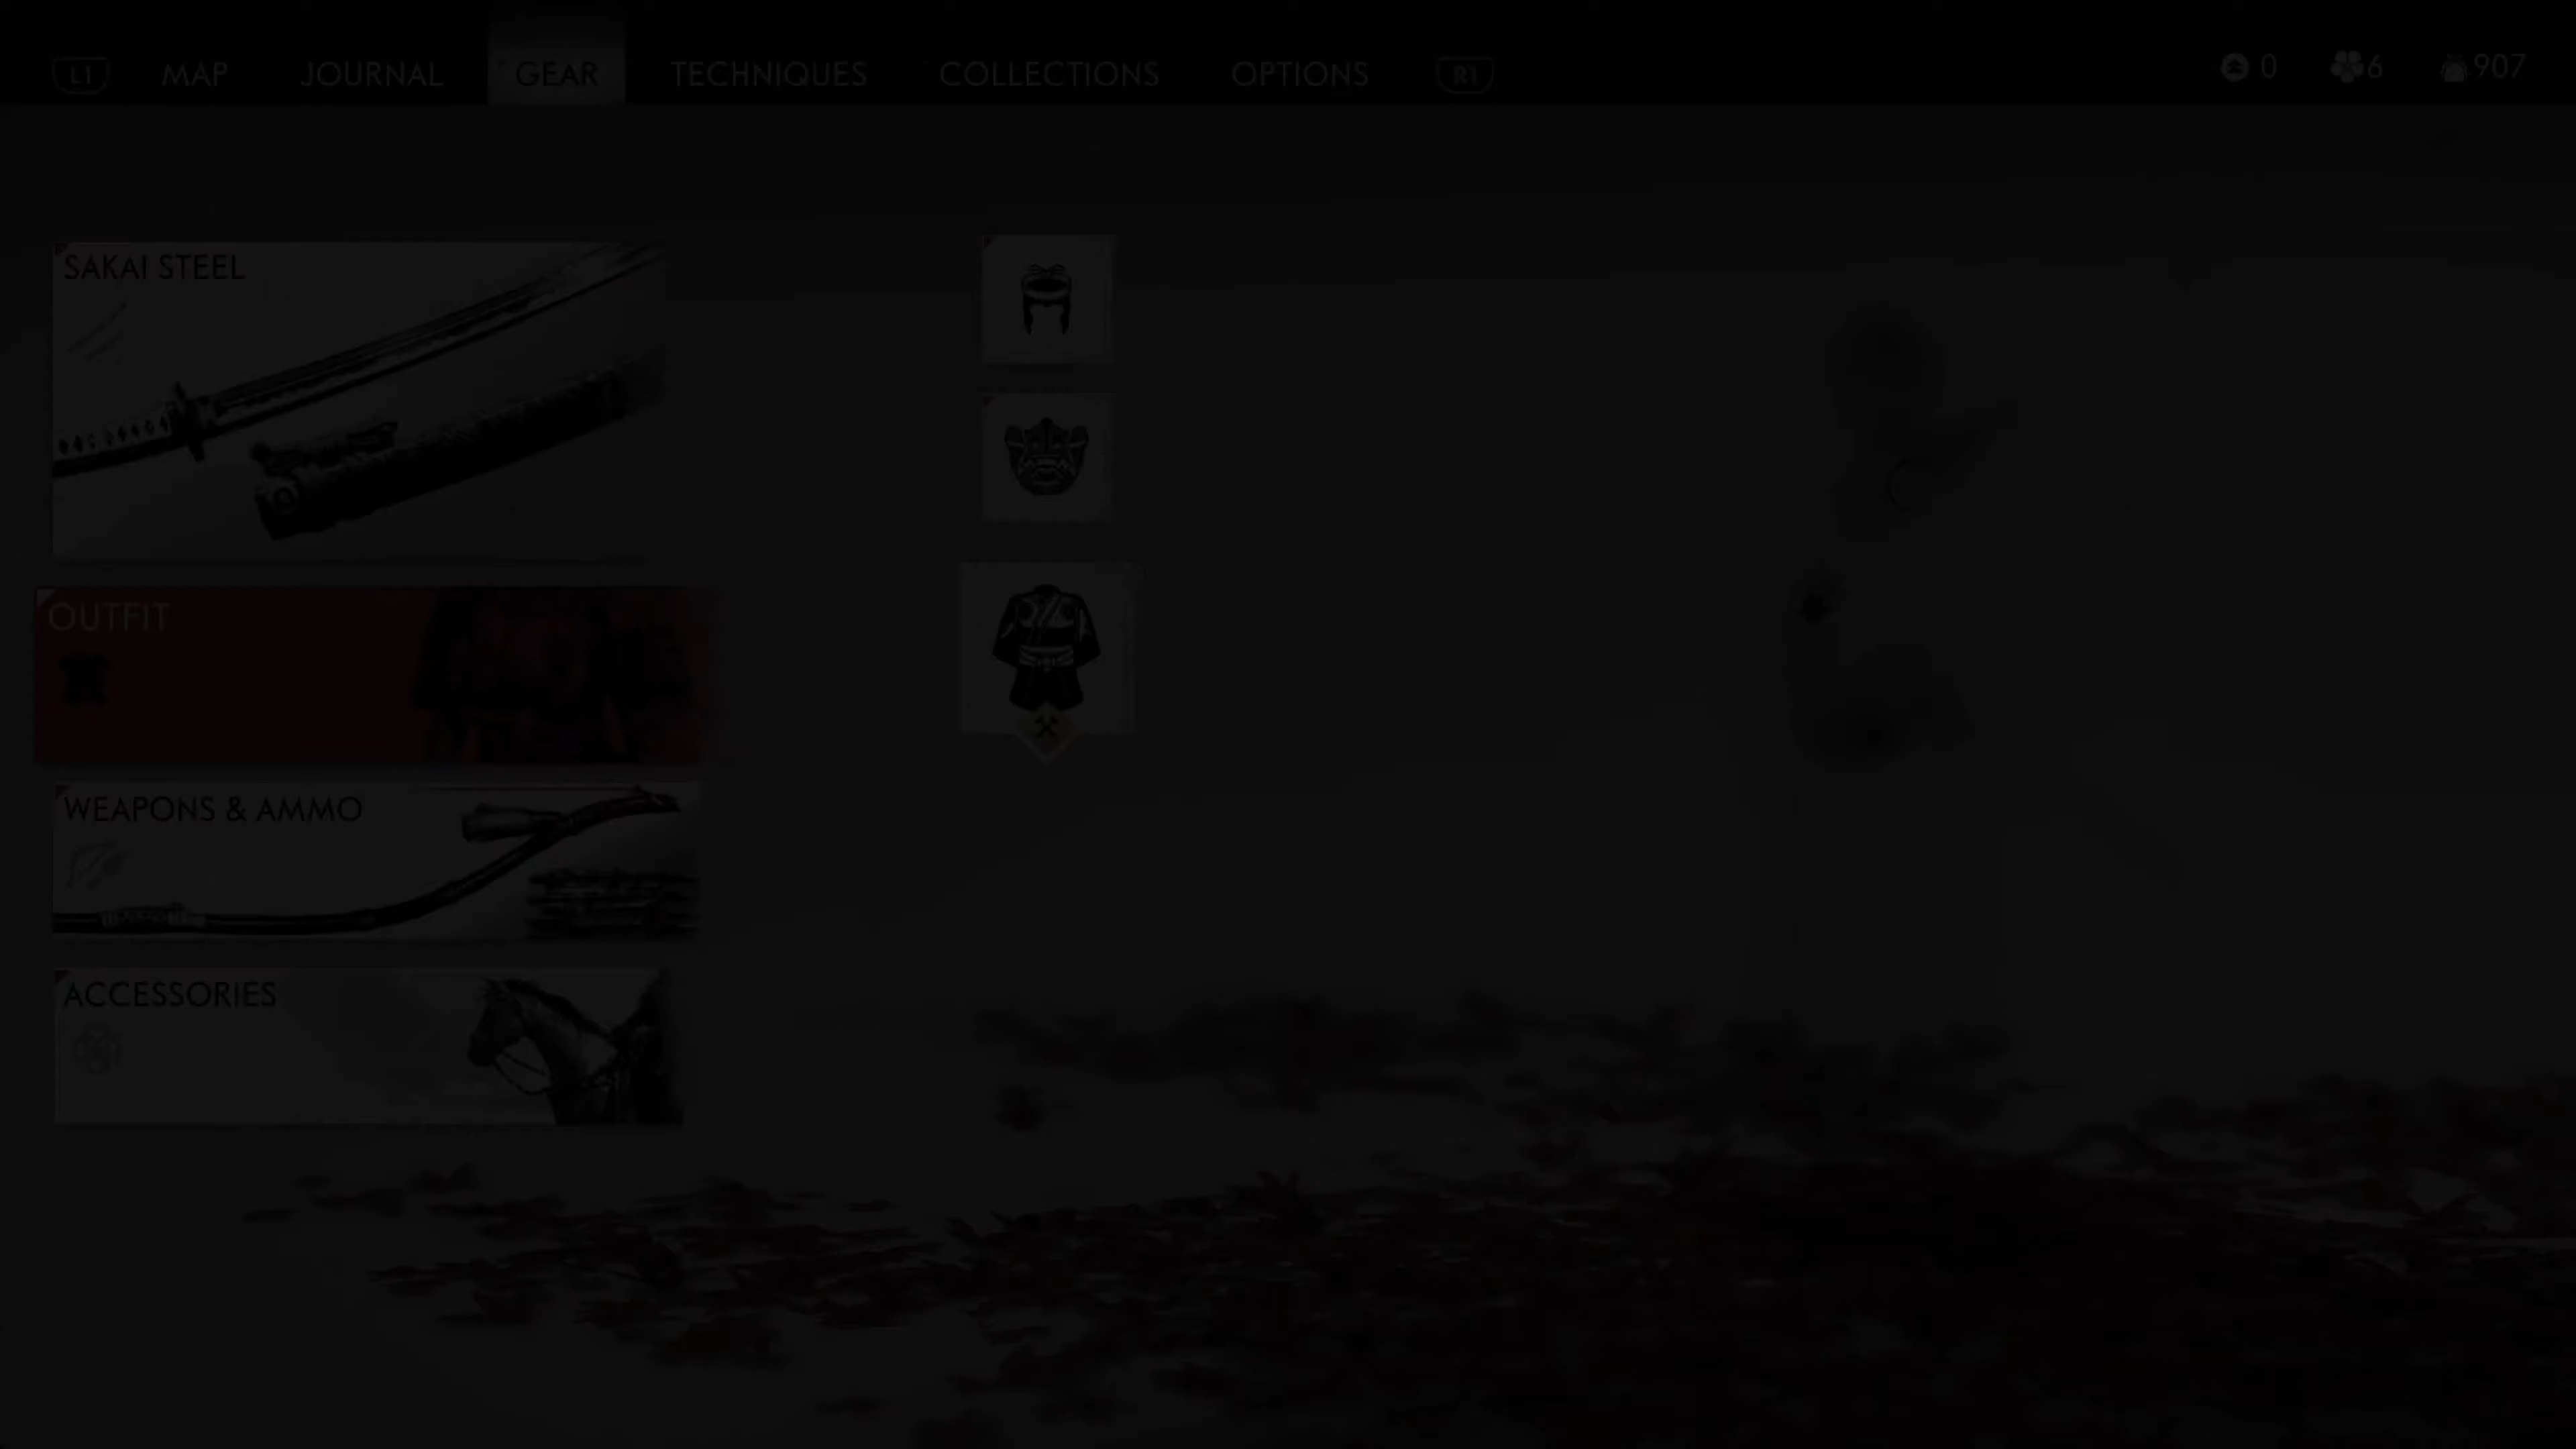 L1 MAP JOURNAL GEAR TECHNIQUES COLLECTIONS OPTIONS R1 0 6 907
SAKAI STEEL
OUTFIT
WEAPONS & AMMO
ACCESSORIES